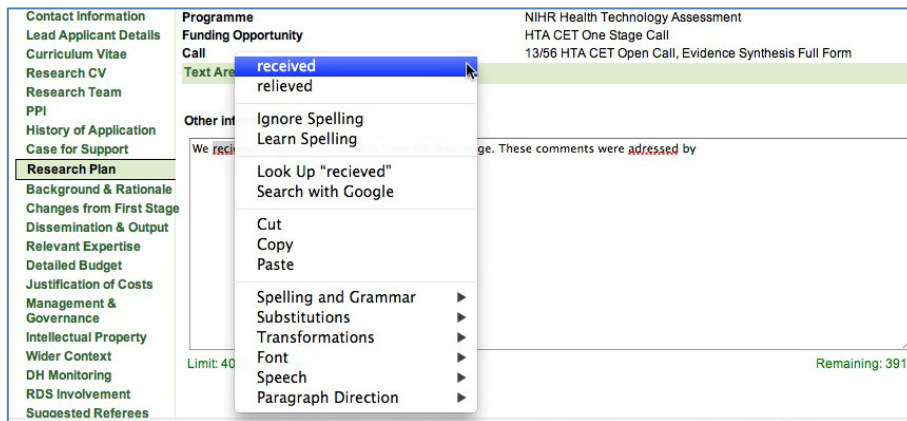 Contact Information
Lead Applicant Details
Curriculum Vitae
Research CV
Research Team
PPI
History of Application
Case for Support
Research Plan
Background & Rationale
Changes from First Stage
Dissemination & Output
Relevant Expertise
Detailed Budget
Justification of Costs
Management &
Governance
Intellectual Property
Wider Context
DH Monitoring
RDS Involvement
Suggested Referees
Programme NIHR Health Technology Assessment
Funding Opportunity HTA CET One Stage Call
Call 13/56 HTA CET Open Call, Evidence Synthesis Full Form
Text Are
Other inf
We reci ge. These comments were adressed by
Limit: 40 Remaining: 391
received
relieved
Ignore Spelling
Learn Spelling
Look Up "recieved"
Search with Google
Cut
Copy
Paste
Spelling and Grammar
Substitutions
Transformations
Font
Speech
Paragraph Direction